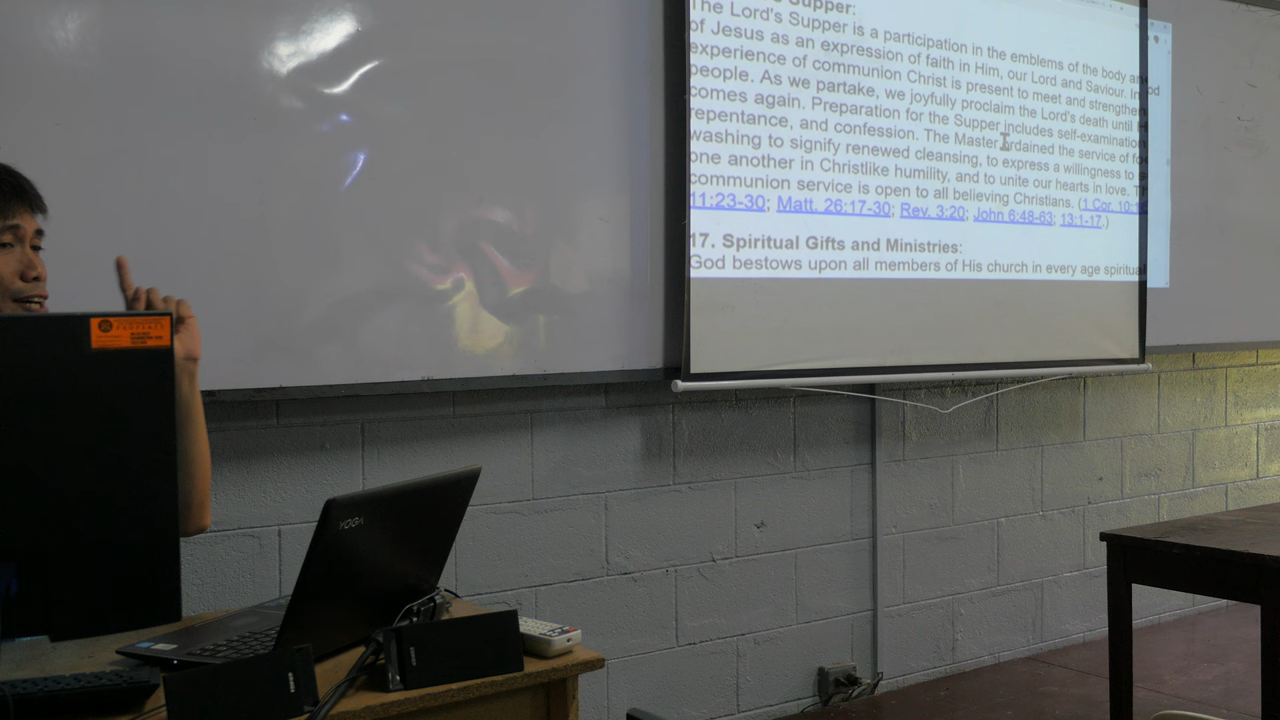 Supper:
The Lord's Supper is a participation in the emblems of the body
of Jesus as an expression of faith in Him, our Lord and Saviour. In
experience of communion Christ is present to meet and strengthen
people. As we partake, we joyfully proclaim the Lord's death until
comes again. Preparation for the Supper includes self-examination
repentance, and confession. The Master ordained the service of
washing to signify renewed cleansing, to express a willingness to
one another in Christlike humility, and to unite our hearts in love.
communion service is open to all believing Christians. (1 Cor. 10:
11:23-30; Matt. 26:17-30; Rev. 3:20; John 6:48-63; 13:1-17.)
17. Spiritual Gifts and Ministries:
God bestows upon all members of His church in every age
YOGA